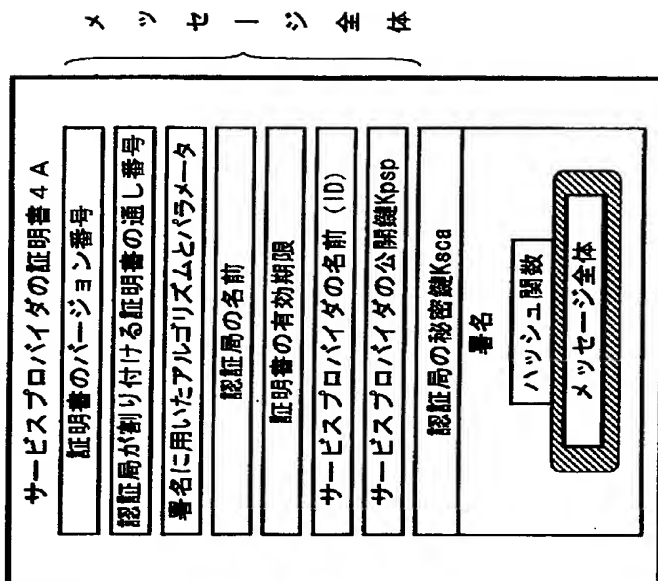 サービスプロバイダの証明書4A
証明書のバージョン番号
認証局が割り付ける証明書の通し番号
署名に用いたアルゴリズムとパラメータ
認証局の名前
証明書の有効期限
サービスプロバイダの名前 (ID)
サービスプロバイダの公開鍵Kpsp
メッセージ全体
認証局の秘密鍵Ksca
署名
ハッシュ関数
メッセージ全体